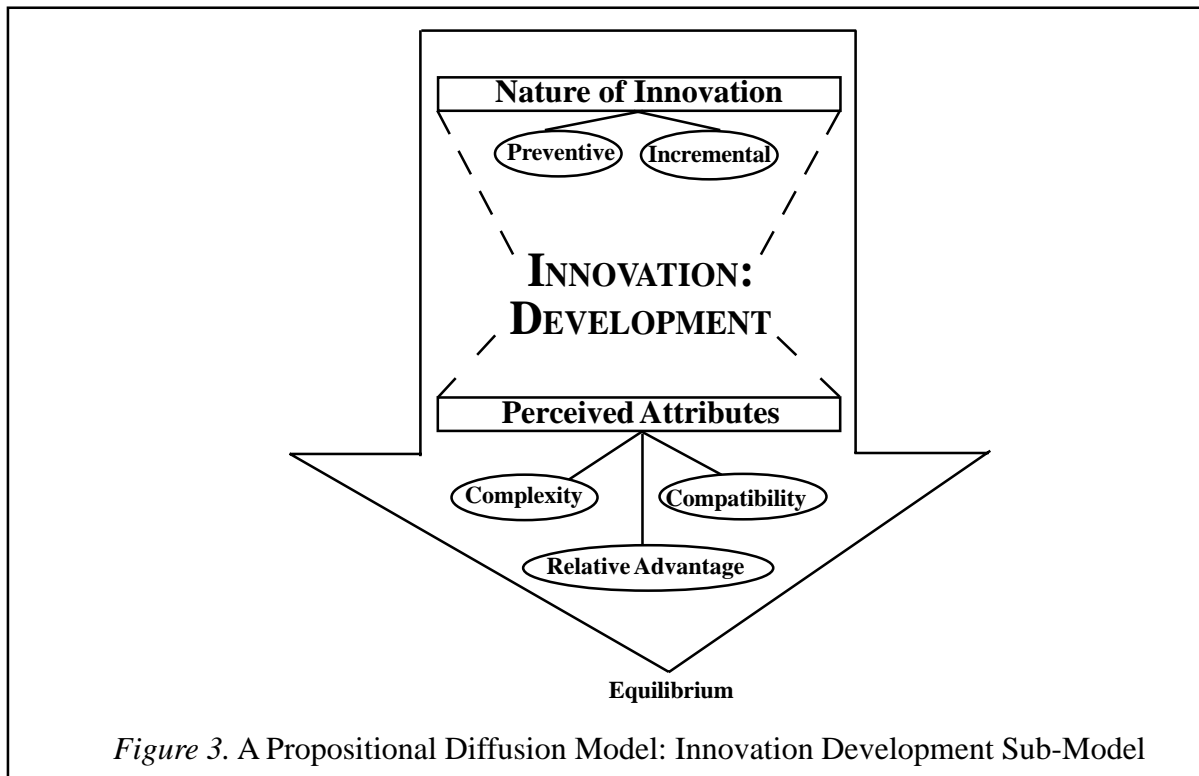 Nature of Innovation
Preventive Incremental
INNOVATION:
DEVELOPMENT
Perceived Attributes
Complexity Compatibility
Relative Advantage
Equilibrium
Figure 3. A Propositional Diffusion Model: Innovation Development Sub-Model